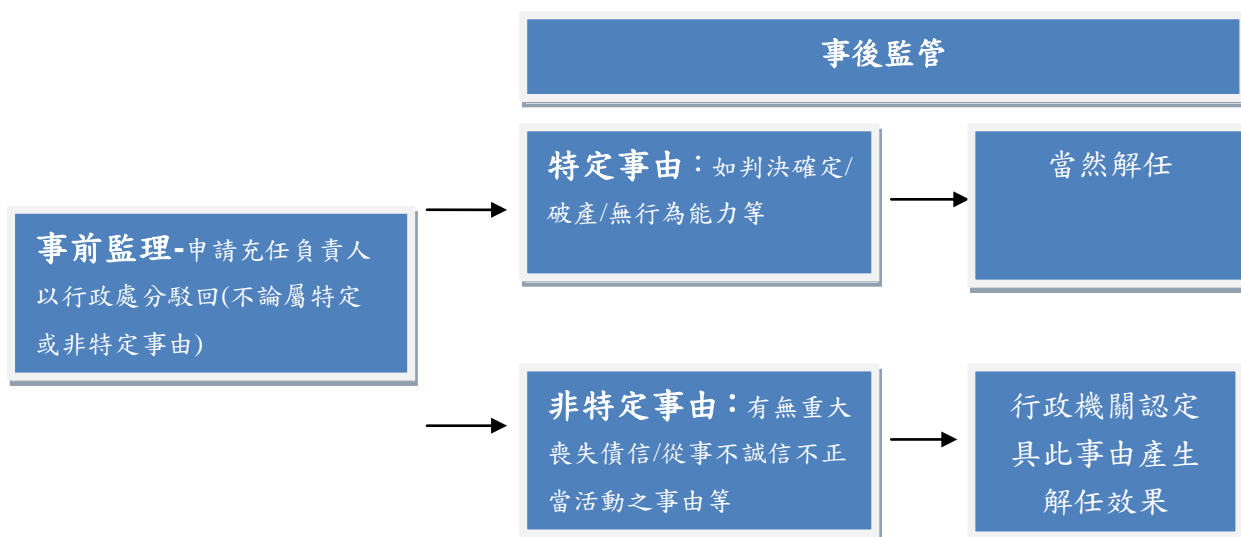 事後監管
特定事由：如判決確定/
破產/無行為能力等
當然解任
事前監理-申請充任負責人
以行政處分駁回(不論屬特定
或非特定事由)
非特定事由：有無重大
喪失債信/從事不誠信不正
當活動之事由等
行政機關認定
具此事由產生
解任效果